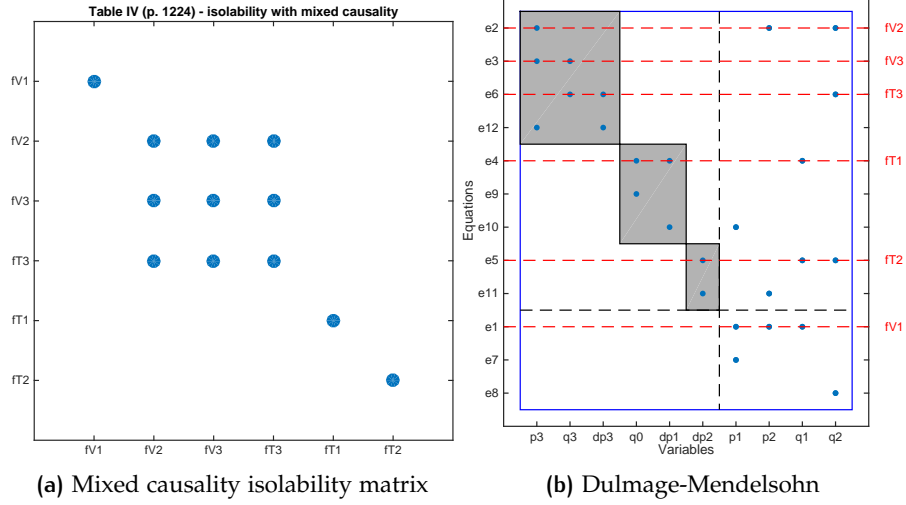 Table IV (p. 1224) - isolability with mixed causality
fV1
fV2
fV3
fT3
fT1
fT2
fV1 fV2 fV3 fT3 fT1 fT2
(a) Mixed causality isolability matrix
Equations
e2 fV2
e3 fV3
e6 fT3
e12
e4 fT1
e9
e10
e5 fT2
e11
e1 fV1
e7
e8
p3 q3 dp3 q0 dp1 dp2 p1 p2 q1 q2
Variables
(b) Dulmage-Mendelsohn